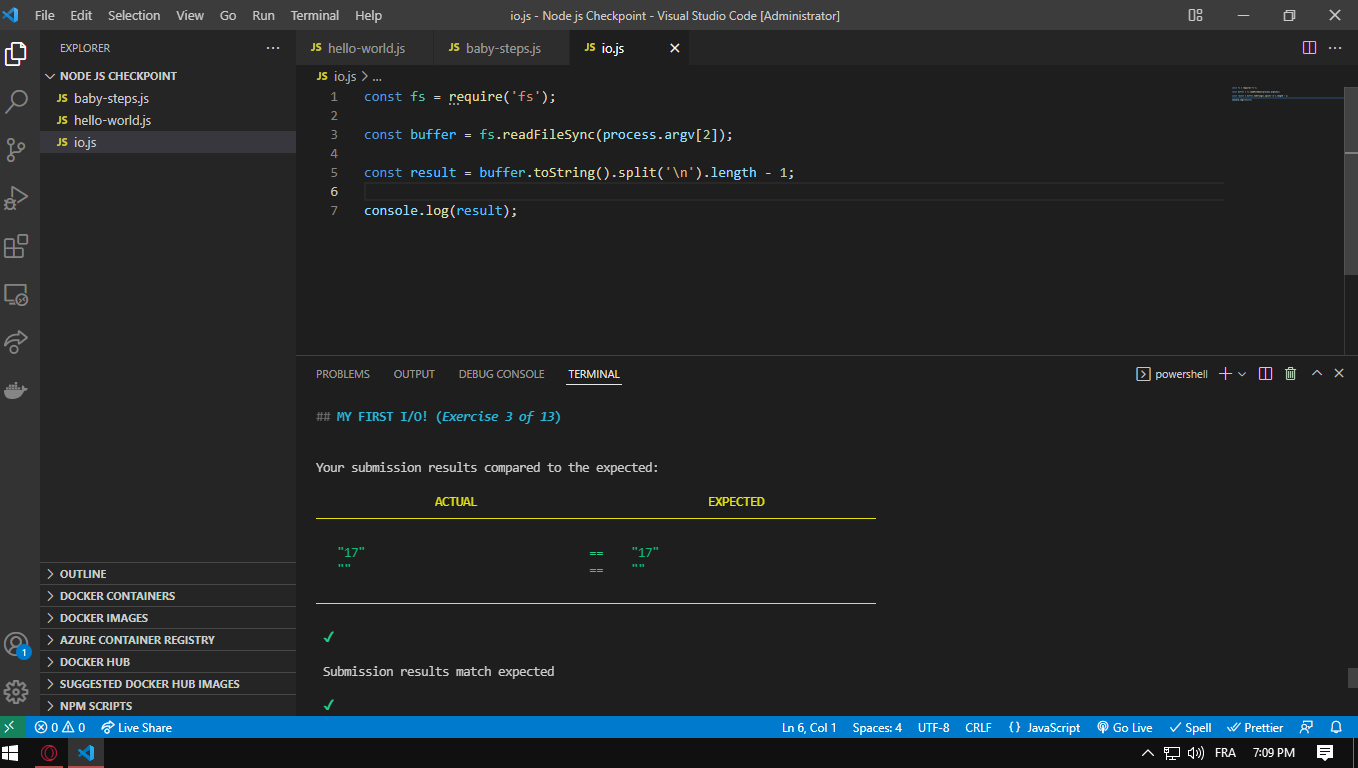 File Edit Selection View Go Run Terminal Help io.js - Node js Checkpoint - Visual Studio Code [Administrator]
EXPLORER
NODE JS CHECKPOINT
JS baby-steps.js
JS hello-world.js
JS io.js
OUTLINE
DOCKER CONTAINERS
DOCKER IMAGES
AZURE CONTAINER REGISTRY
DOCKER HUB
SUGGESTED DOCKER HUB IMAGES
NPM SCRIPTS
1
JS hello-world.js JS baby-steps.js JS io.js
JS io.js > ...
1 const fs = require('fs');
2
3 const buffer = fs.readFileSync(process.argv[2]);
4
5 const result = buffer.toString().split('\n').length - 1;
6
7 console.log(result);
PROBLEMS OUTPUT DEBUG CONSOLE TERMINAL powershell
## MY FIRST I/O! (Exercise 3 of 13)
Your submission results compared to the expected:
ACTUAL EXPECTED
"17" == "17"
"" == ""
✓
Submission results match expected
✓
0 0 Live Share Ln 6, Col 1 Spaces: 4 UTF-8 CRLF {} JavaScript Go Live Spell Prettier
FRA 7:09 PM